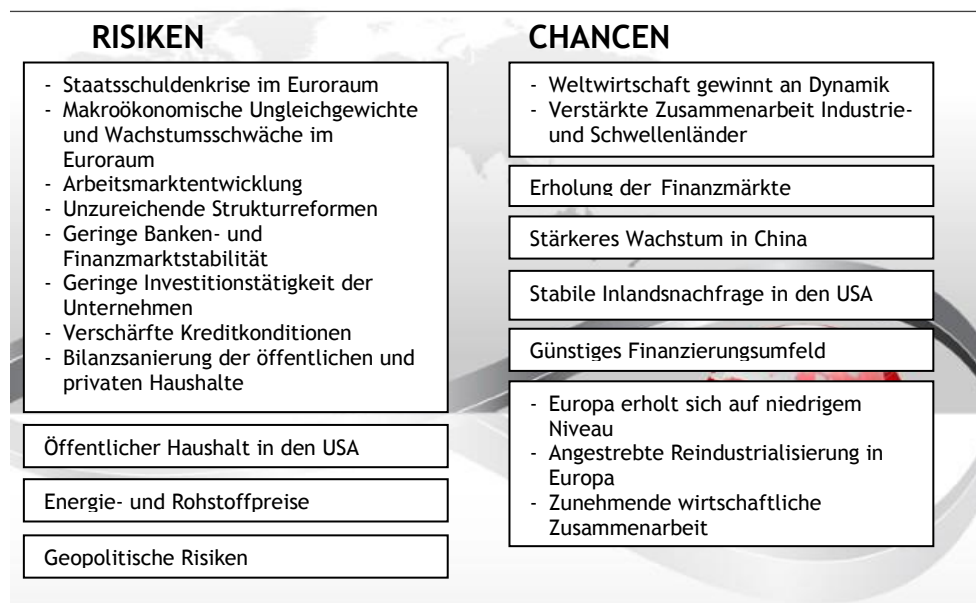 RISIKEN
- Staatsschuldenkrise im Euroraum
- Makroökonomische Ungleichgewichte
und Wachstumsschwäche im
Euroraum
- Arbeitsmarktentwicklung
- Unzureichende Strukturreformen
- Geringe Banken- und
Finanzmarktstabilität
- Geringe Investitionstätigkeit der
Unternehmen
- Verschärfte Kreditkonditionen
- Bilanzsanierung der öffentlichen und
privaten Haushalte
Öffentlicher Haushalt in den USA
Energie- und Rohstoffpreise
Geopolitische Risiken
CHANCEN
- Weltwirtschaft gewinnt an Dynamik
- Verstärkte Zusammenarbeit Industrie-
und Schwellenländer
Erholung der Finanzmärkte
Stärkeres Wachstum in China
Stabile Inlandsnachfrage in den USA
Günstiges Finanzierungsumfeld
- Europa erholt sich auf niedrigem
Niveau
- Angestrebte Reindustrialisierung in
Europa
- Zunehmende wirtschaftliche
Zusammenarbeit